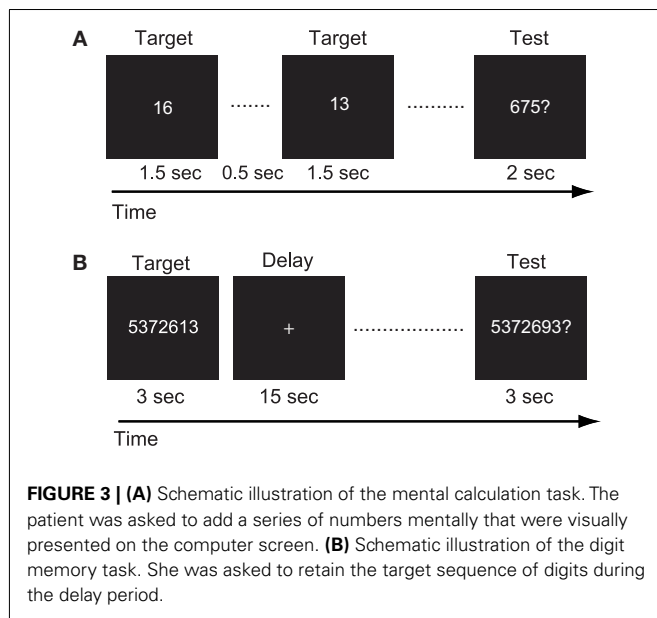 A Target Target Test
16 ....... 13 .......... 675?
1.5 sec 0.5 sec 1.5 sec 2 sec
Time
B Target Delay Test
5372613 + .................... 5372693?
3 sec 15 sec 3 sec
Time
FIGURE 3 | (A) Schematic illustration of the mental calculation task. The
patient was asked to add a series of numbers mentally that were visually
presented on the computer screen. (B) Schematic illustration of the digit
memory task. She was asked to retain the target sequence of digits during
the delay period.